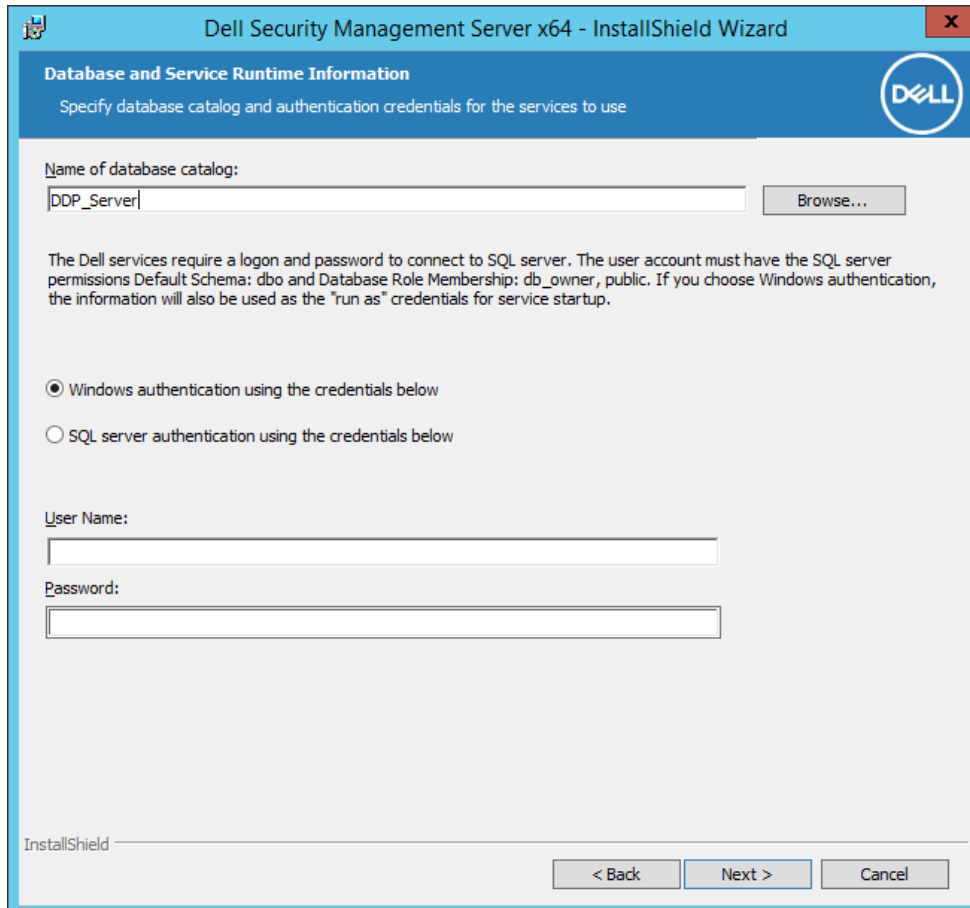 Dell Security Management Server x64 - InstallShield Wizard
x
Database and Service Runtime Information
Specify database catalog and authentication credentials for the services to use
DELL
Name of database catalog:
DDP_Server
Browse...
The Dell services require a logon and password to connect to SQL server. The user account must have the SQL server
permissions Default Schema: dbo and Database Role Membership: db_owner, public. If you choose Windows authentication,
the information will also be used as the "run as" credentials for service startup.
Windows authentication using the credentials below
SQL server authentication using the credentials below
User Name:
Password:
InstallShield
< Back
Next >
Cancel